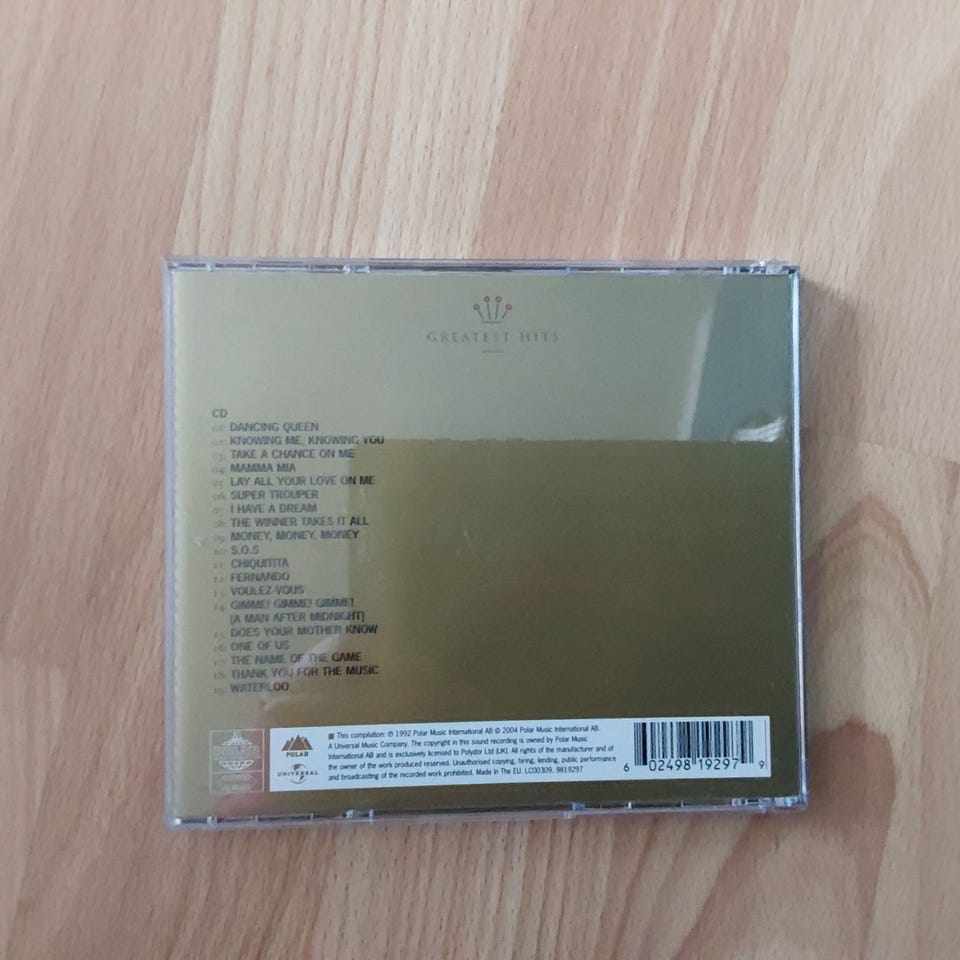 GREATEST HITS
CD
01: DANCING QUEEN
02: KNOWING ME, KNOWING YOU
03: TAKE A CHANCE ON ME
04: MAMMA MIA
05: LAY ALL YOUR LOVE ON ME
06: SUPER TROUPER
07: I HAVE A DREAM
08: THE WINNER TAKES IT ALL
09: MONEY, MONEY, MONEY
10: S.O.S
11: CHIQUITITA
12: FERNANDO
13: VOULEZ-VOUS
14: GIMME! GIMME! GIMME!
(A MAN AFTER MIDNIGHT)
15: DOES YOUR MOTHER KNOW
16: ONE OF US
17: THE NAME OF THE GAME
18: THANK YOU FOR THE MUSIC
19: WATERLOO
POLAR
UNIVERSAL
This compilation: ℗ 1992 Polar Music International AB © 2004 Polar Music International AB.
A Universal Music Company. The copyright in this sound recording is owned by Polar Music
International AB and is exclusively licensed to Polydor Ltd (UK). All rights of the manufacturer and of
the owner of the work produced reserved. Unauthorised copying, hiring, lending, public performance
and broadcasting of the recorded work prohibited. Made in The EU. LC00309. 9819297
6 02498 19297 9